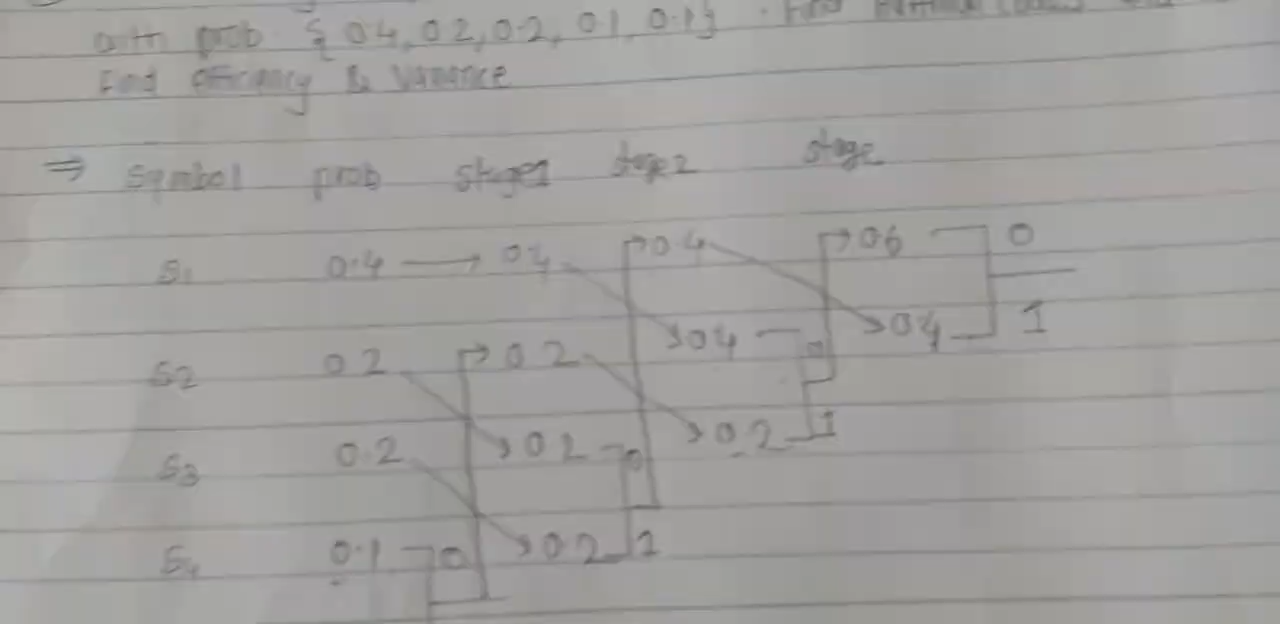 with prob {0.4, 0.2, 0.2, 0.1, 0.1} . Find
Find efficiency & Variance
⇒ symbol prob stage1 stage2 stage
S1 0.4 → 0.4 0.4 0.6 0
S2 0.2 0.2 0.4 0 0.4 1
S3 0.2 0.2 0 0.2 1
S4 0.1 0 0.2 1